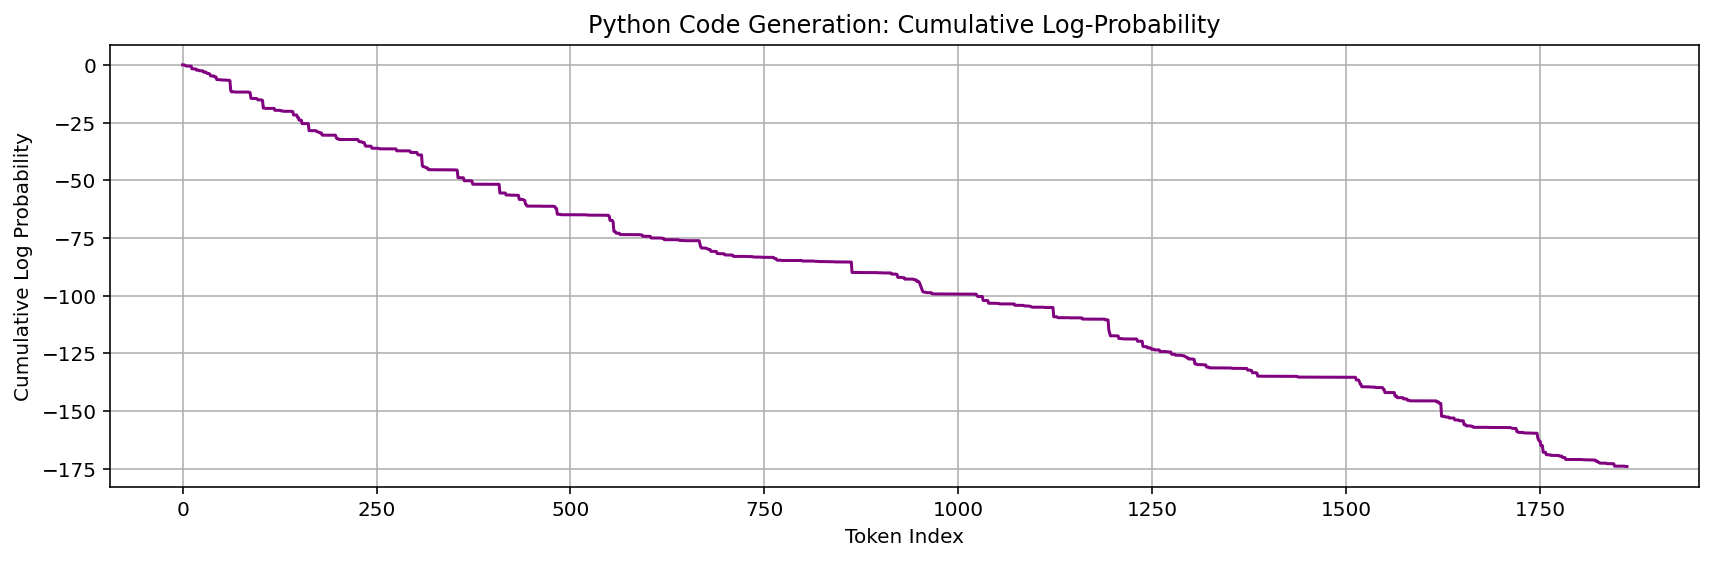 Python Code Generation: Cumulative Log-Probability
Cumulative Log Probability
0
−25
−50
−75
−100
−125
−150
−175
0 250 500 750 1000 1250 1500 1750
Token Index